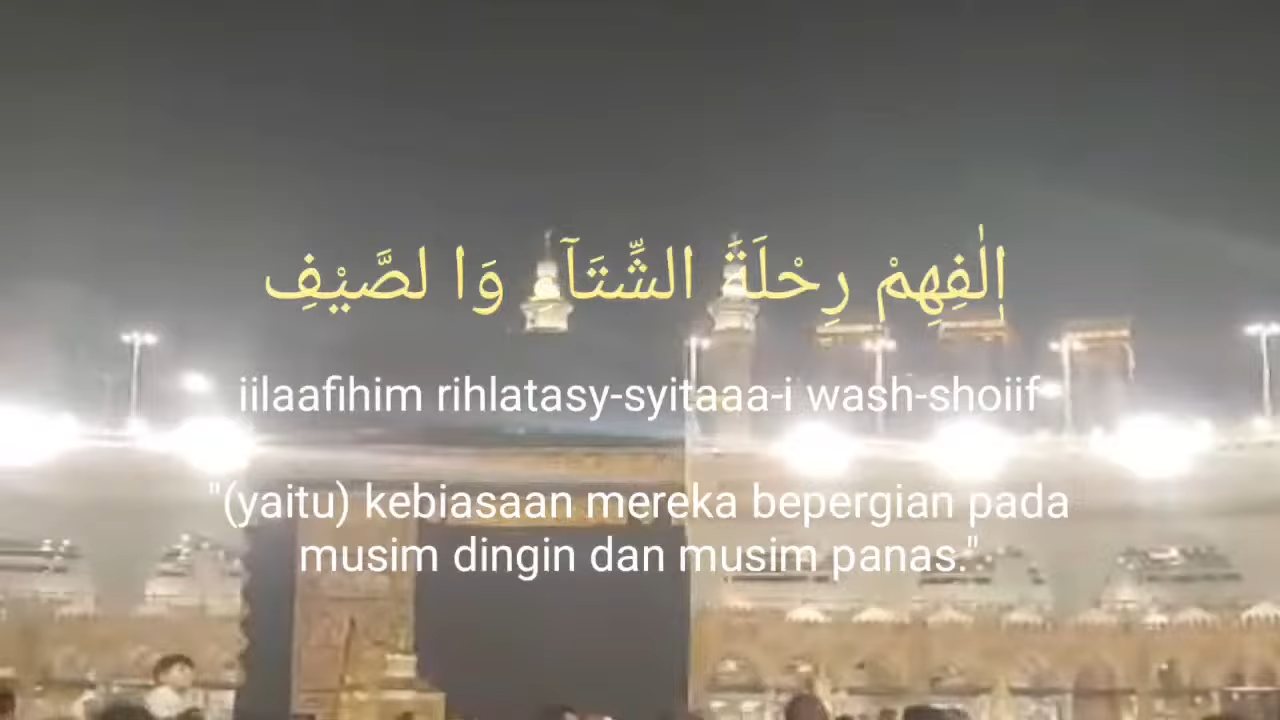 اٖلٰفِهِمْ رِحْلَةَ الشِّتَآءِ وَا لصَّيْفِ
iilaafihim rihlatasy-syitaaa-i wash-shoiif
"(yaitu) kebiasaan mereka bepergian pada
musim dingin dan musim panas."